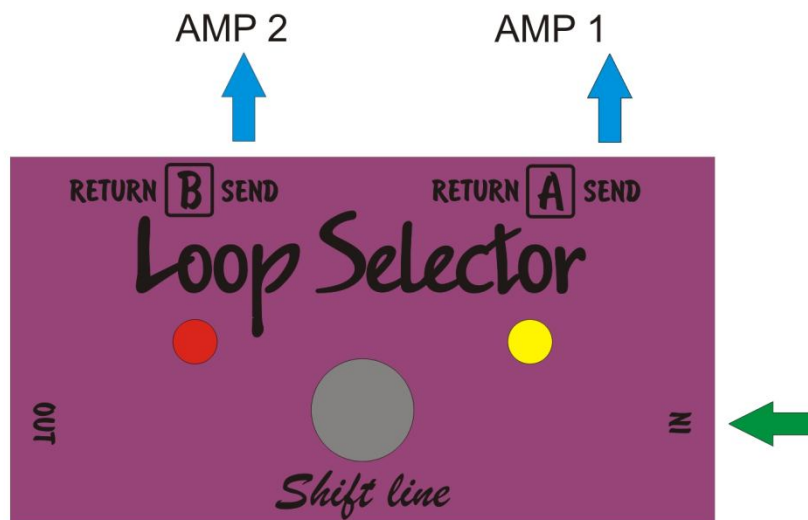 AMP 2 AMP 1
RETURN B SEND RETURN A SEND
Loop Selector
OUT IN
Shift line